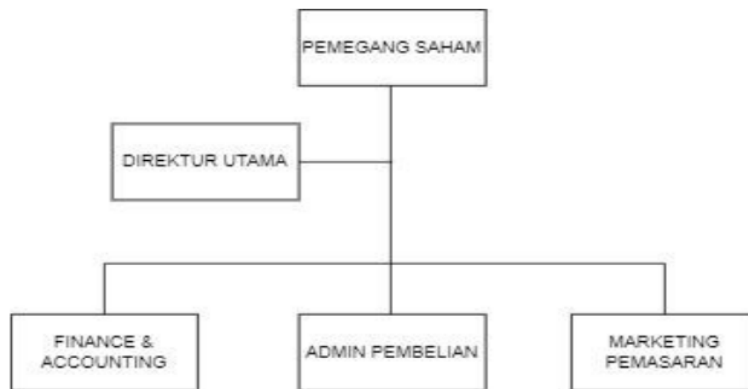 PEMEGANG SAHAM
DIREKTUR UTAMA
FINANCE &
ACCOUNTING
ADMIN PEMBELIAN
MARKETING
PEMASARAN